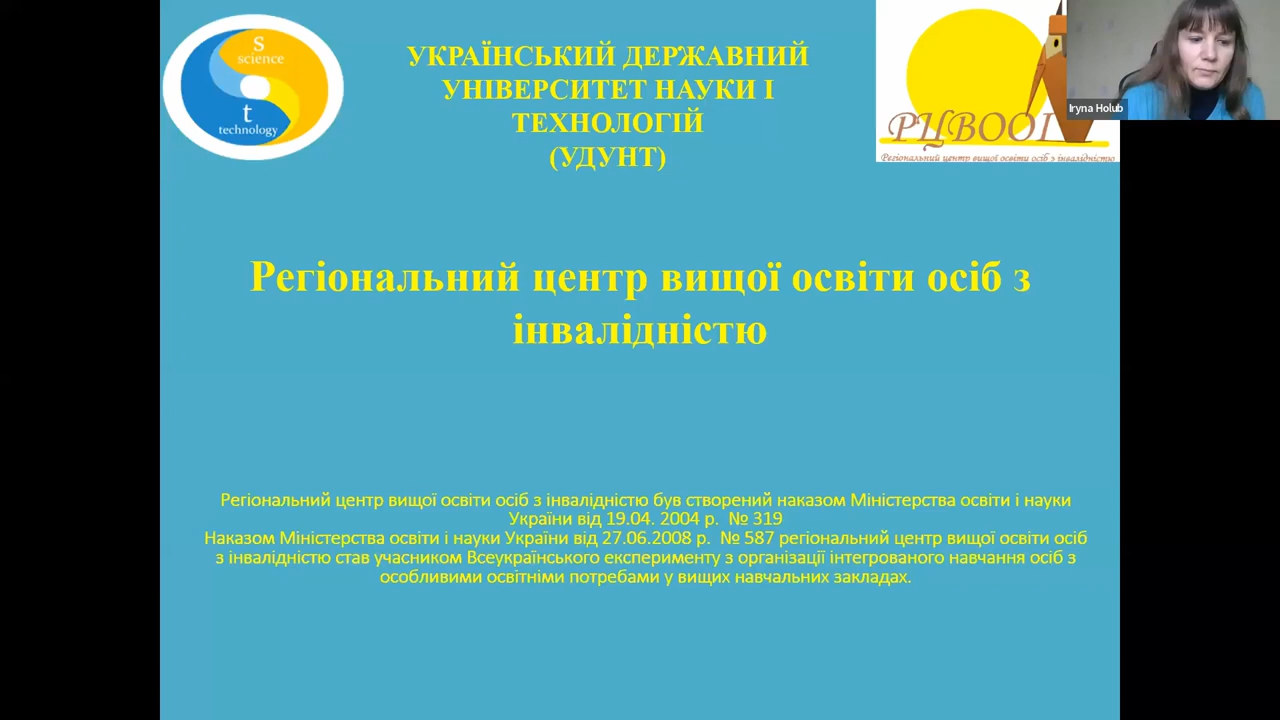 S
science
t
technology
УКРАЇНСЬКИЙ ДЕРЖАВНИЙ
УНІВЕРСИТЕТ НАУКИ І
ТЕХНОЛОГІЙ
(УДУНТ)
РЦВООІ
Регіональний центр вищої освіти осіб з інвалідністю
Iryna Holub
Регіональний центр вищої освіти осіб з
інвалідністю
Регіональний центр вищої освіти осіб з інвалідністю був створений наказом Міністерства освіти і науки
України від 19.04. 2004 р. № 319
Наказом Міністерства освіти і науки України від 27.06.2008 р. № 587 регіональний центр вищої освіти осіб
з інвалідністю став учасником Всеукраїнського експерименту з організації інтегрованого навчання осіб з
особливими освітніми потребами у вищих навчальних закладах.